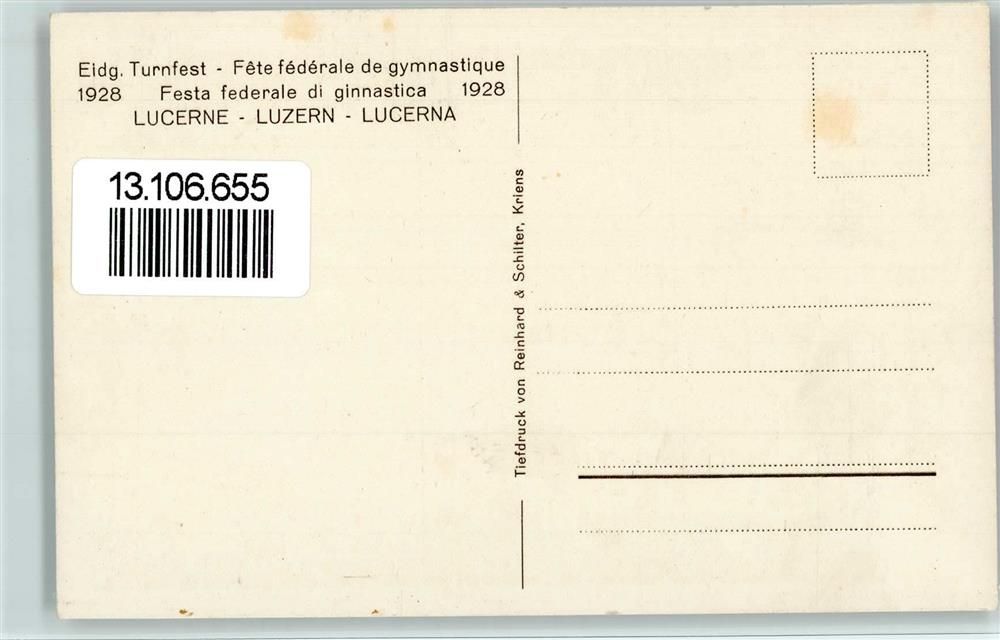 Eidg. Turnfest - Fête fédérale de gymnastique
1928 Festa federale di ginnastica 1928
LUCERNE - LUZERN - LUCERNA
13.106.655
Tiefdruck von Reinhard & Schilter, Kriens